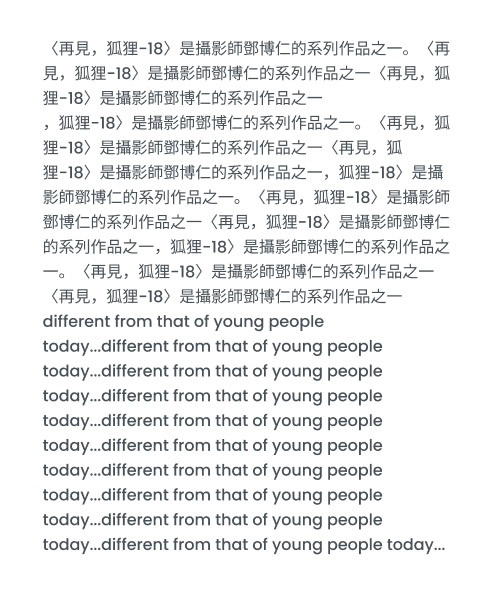 〈再見，狐狸-18〉是攝影師鄧博仁的系列作品之一。〈再
見，狐狸-18〉是攝影師鄧博仁的系列作品之一〈再見，狐
狸-18〉是攝影師鄧博仁的系列作品之一
，狐狸-18〉是攝影師鄧博仁的系列作品之一。〈再見，狐
狸-18〉是攝影師鄧博仁的系列作品之一〈再見，狐
狸-18〉是攝影師鄧博仁的系列作品之一，狐狸-18〉是攝
影師鄧博仁的系列作品之一。〈再見，狐狸-18〉是攝影師
鄧博仁的系列作品之一〈再見，狐狸-18〉是攝影師鄧博仁
的系列作品之一，狐狸-18〉是攝影師鄧博仁的系列作品之
一。〈再見，狐狸-18〉是攝影師鄧博仁的系列作品之一
〈再見，狐狸-18〉是攝影師鄧博仁的系列作品之一
different from that of young people
today...different from that of young people
today...different from that of young people
today...different from that of young people
today...different from that of young people
today...different from that of young people
today...different from that of young people
today...different from that of young people
today...different from that of young people
today...different from that of young people today...